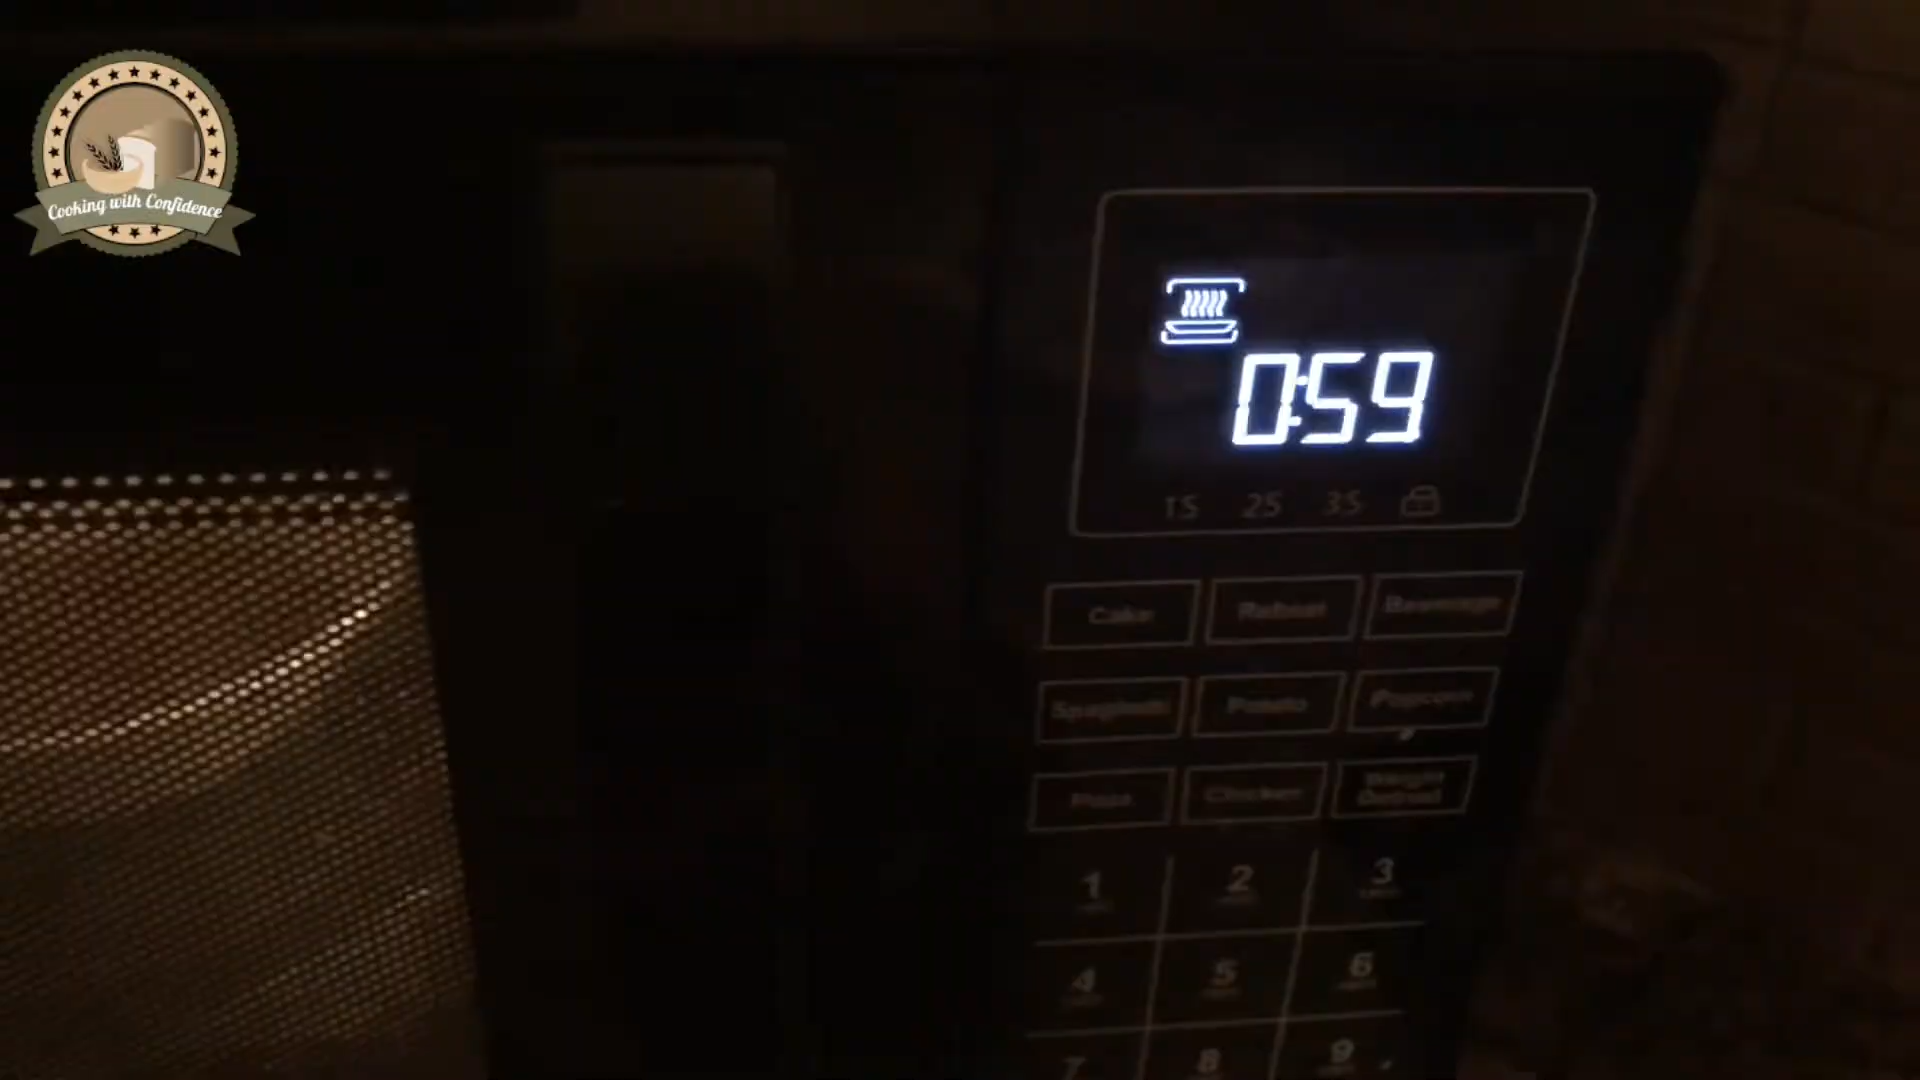 Cooking with Confidence
0:59
1S 2S 3S
Cake Reheat Beverage
Spaghetti Potato Popcorn
Pizza Chicken Weight Defrost
1 2 3
4 5 6
7 8 9